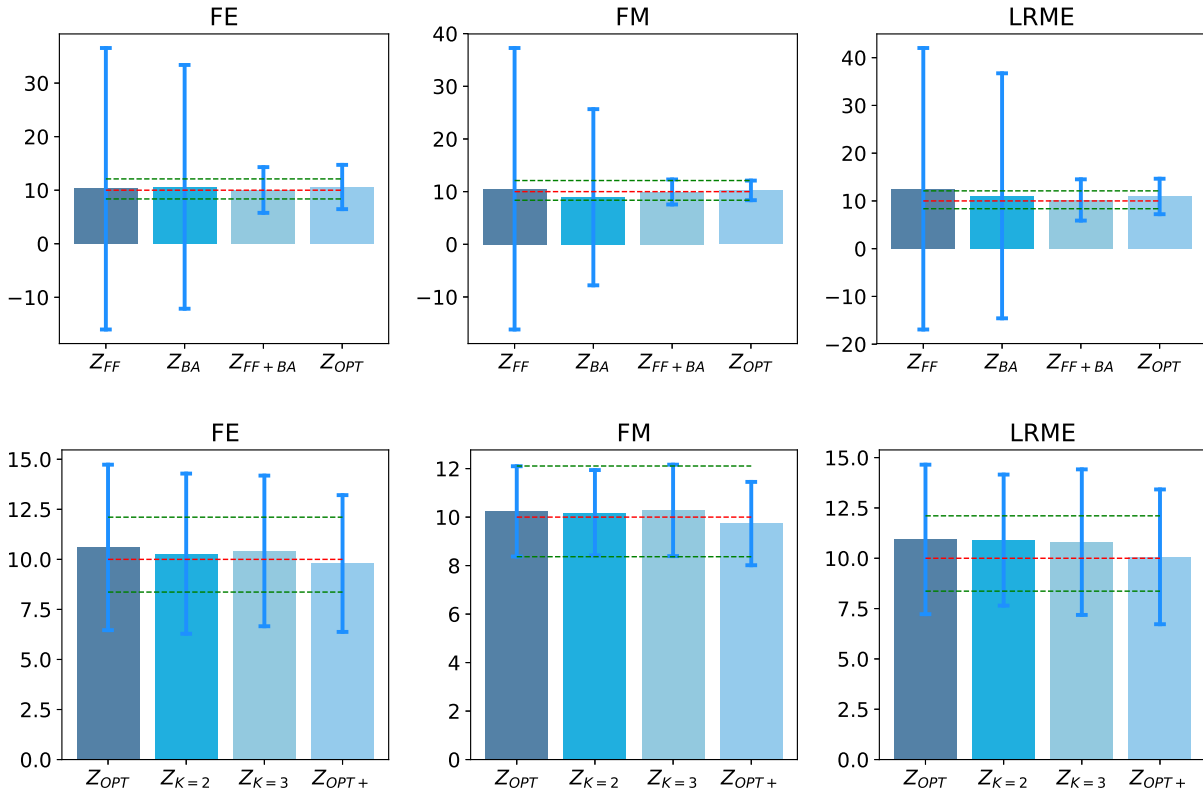 FE FM LRME
30 40 40
20 30 30
10 20 20
0 10 10
−10 0 0
−10 −10
−20
Z_FF Z_BA Z_FF+BA Z_OPT Z_FF Z_BA Z_FF+BA Z_OPT Z_FF Z_BA Z_FF+BA Z_OPT
FE FM LRME
15.0 12 15.0
12.5 10 12.5
10.0 8 10.0
7.5 6 7.5
5.0 4 5.0
2.5 2 2.5
0.0 0 0.0
Z_OPT Z_K=2 Z_K=3 Z_OPT+ Z_OPT Z_K=2 Z_K=3 Z_OPT+ Z_OPT Z_K=2 Z_K=3 Z_OPT+